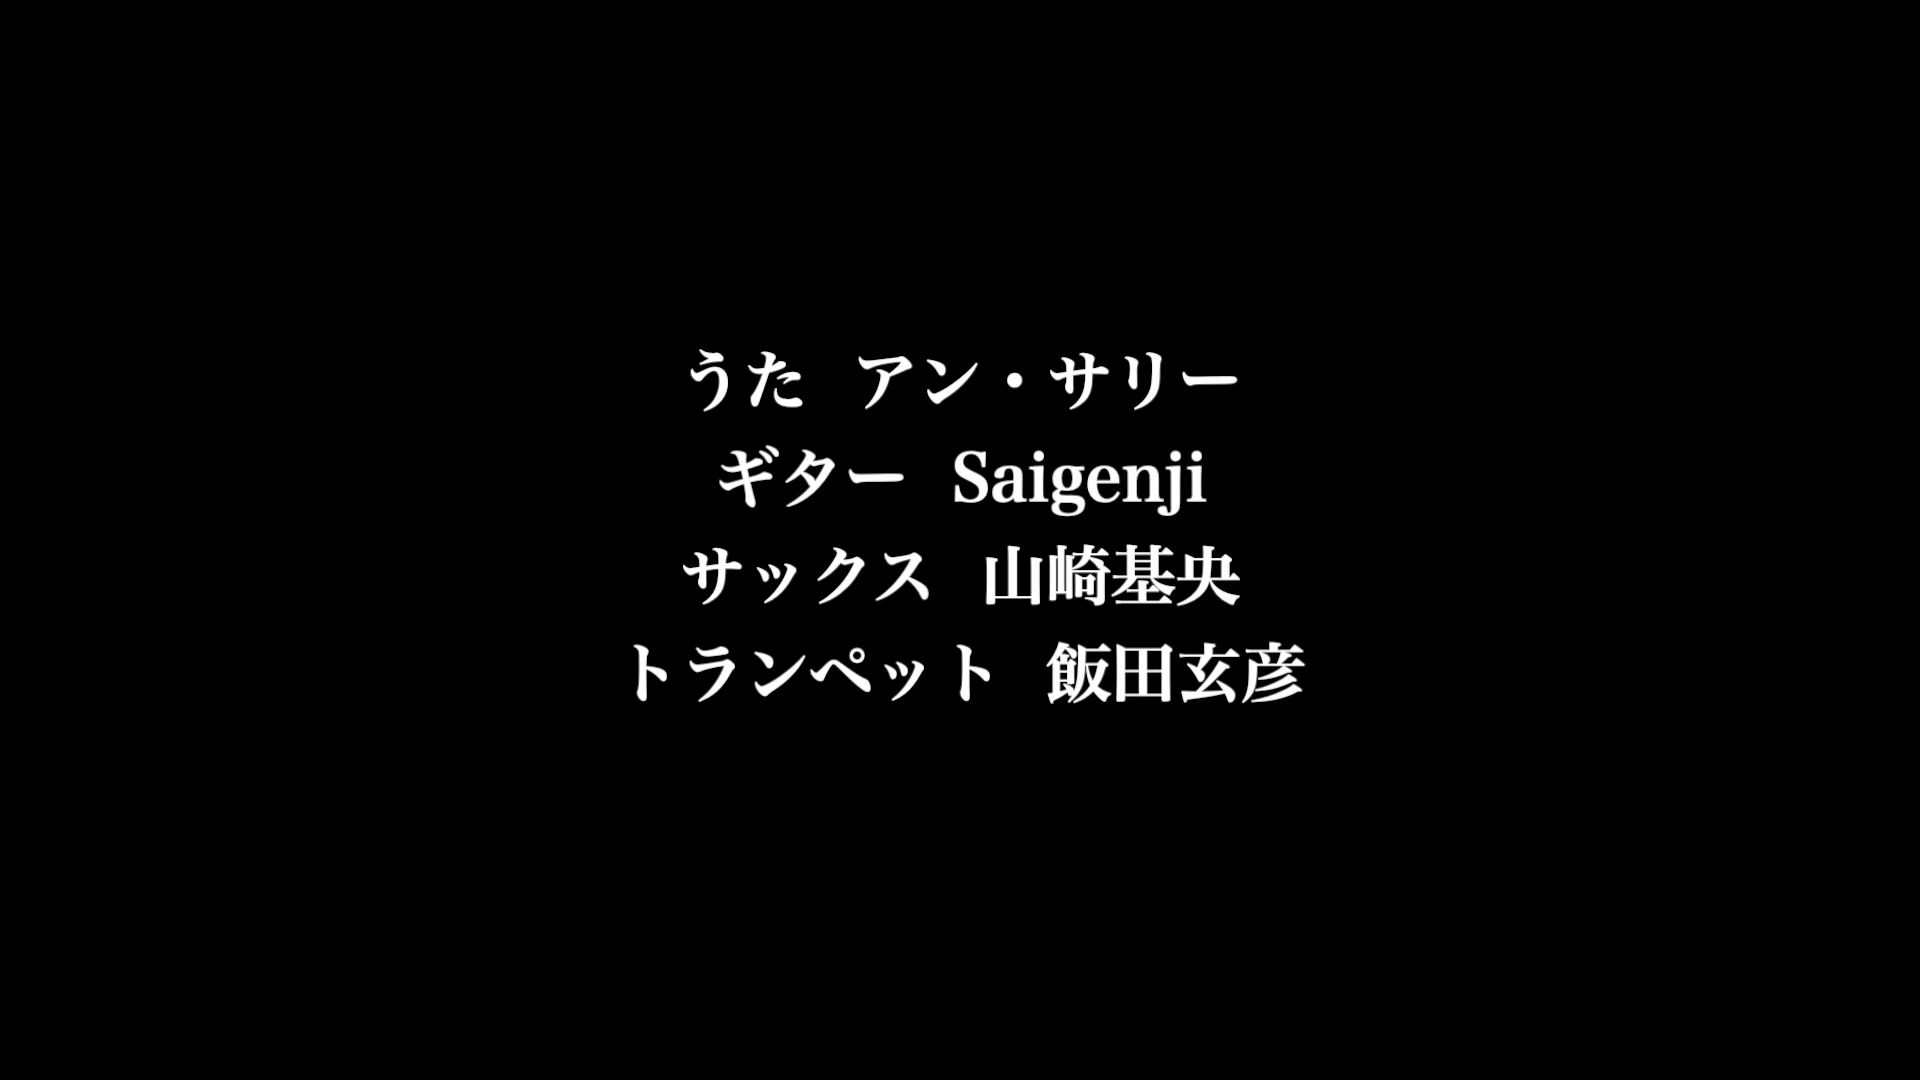 うた アン・サリー
ギター Saigenji
サックス 山崎基央
トランペット 飯田玄彦